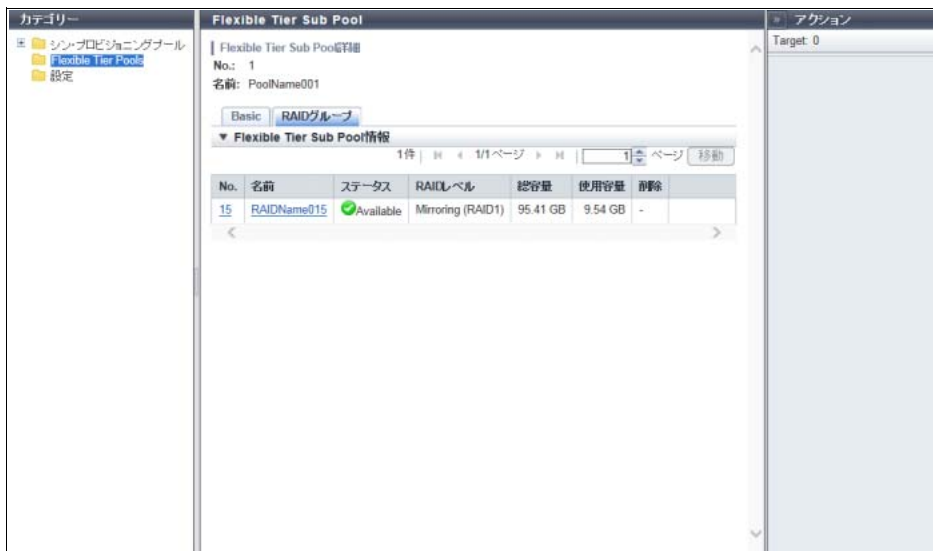 カテゴリー
シン・プロビジョニングプール
Flexible Tier Pools
設定
Flexible Tier Sub Pool
Flexible Tier Sub Pool詳細
No.: 1
名前: PoolName001
Basic RAIDグループ
▼ Flexible Tier Sub Pool情報
1件 | 1/1ページ | 1 ページ 移動
No. 名前 ステータス RAIDレベル 総容量 使用容量 削除
15 RAIDName015 Available Mirroring (RAID1) 95.41 GB 9.54 GB -
» アクション
Target: 0